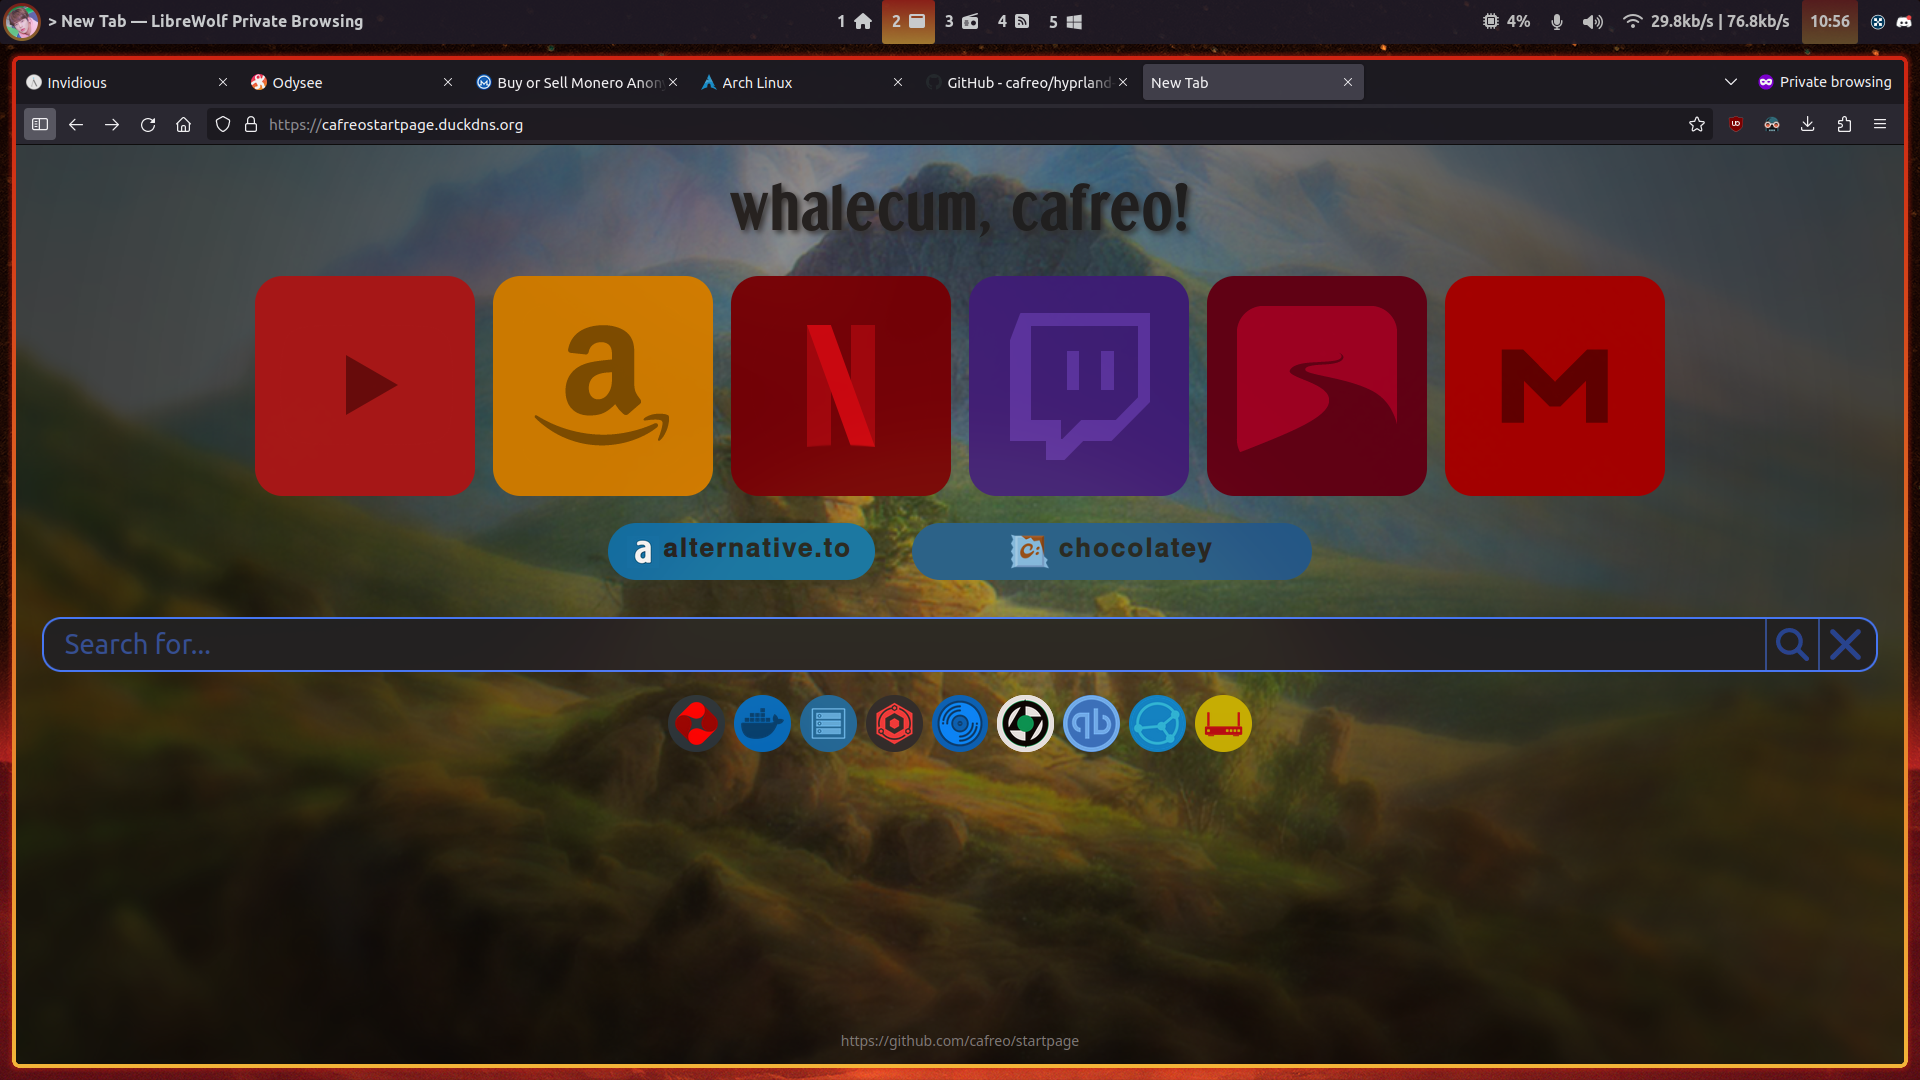 > New Tab — LibreWolf Private Browsing
1
2
3
4
5
4%
29.8kb/s | 76.8kb/s
10:56
Invidious
Odysee
Buy or Sell Monero Anon
Arch Linux
GitHub - cafreo/hyprland
New Tab
Private browsing
https://cafreostartpage.duckdns.org
whalecum, cafreo!
alternative.to
chocolatey
Search for...
https://github.com/cafreo/startpage